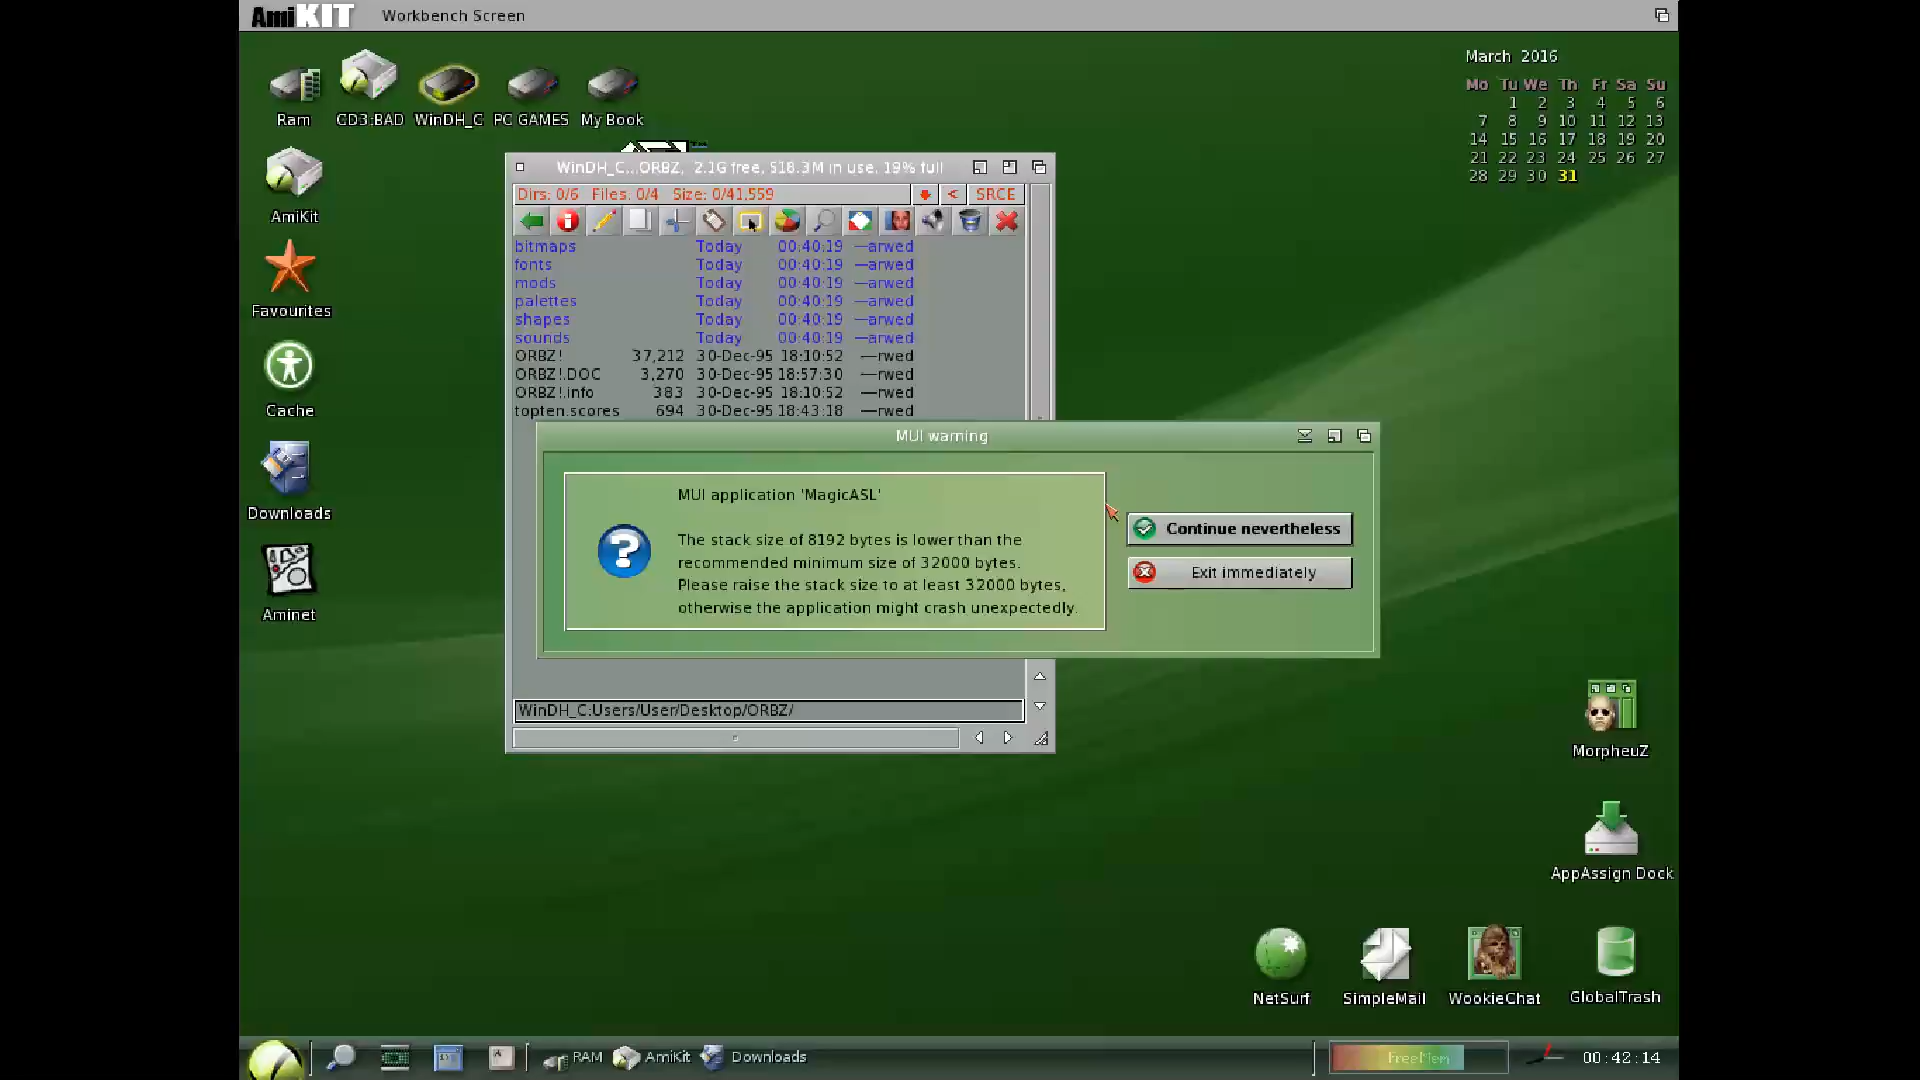 AmiKIT Workbench Screen
March 2016
Mo Tu We Th Fr Sa Su
1 2 3 4 5 6
7 8 9 10 11 12 13
14 15 16 17 18 19 20
21 22 23 24 25 26 27
28 29 30 31
Ram CD3:BAD WinDH_C PC GAMES My Book
AmiKit
Favourites
Cache
Downloads
Aminet
WinDH_C...ORBZ, 2.1G free, 518.3M in use, 19% full
Dirs: 0/6 Files: 0/4 Size: 0/41,559 < SRCE
bitmaps Today 00:40:19 ---arwed
fonts Today 00:40:19 ---arwed
mods Today 00:40:19 ---arwed
palettes Today 00:40:19 ---arwed
shapes Today 00:40:19 ---arwed
sounds Today 00:40:19 ---arwed
ORBZ! 37,212 30-Dec-95 18:10:52 ----rwed
ORBZ!.DOC 3,270 30-Dec-95 18:57:30 ----rwed
ORBZ!.info 383 30-Dec-95 18:10:52 ----rwed
topten.scores 694 30-Dec-95 18:43:18 ----rwed
MUI warning
MUI application 'MagicASL'
The stack size of 8192 bytes is lower than the
recommended minimum size of 32000 bytes.
Please raise the stack size to at least 32000 bytes,
otherwise the application might crash unexpectedly.
Continue nevertheless
Exit immediately
WinDH_C:Users/User/Desktop/ORBZ/
MorpheuZ
AppAssign Dock
NetSurf SimpleMail WookieChat GlobalTrash
RAM AmiKit Downloads FreeMem 00:42:14